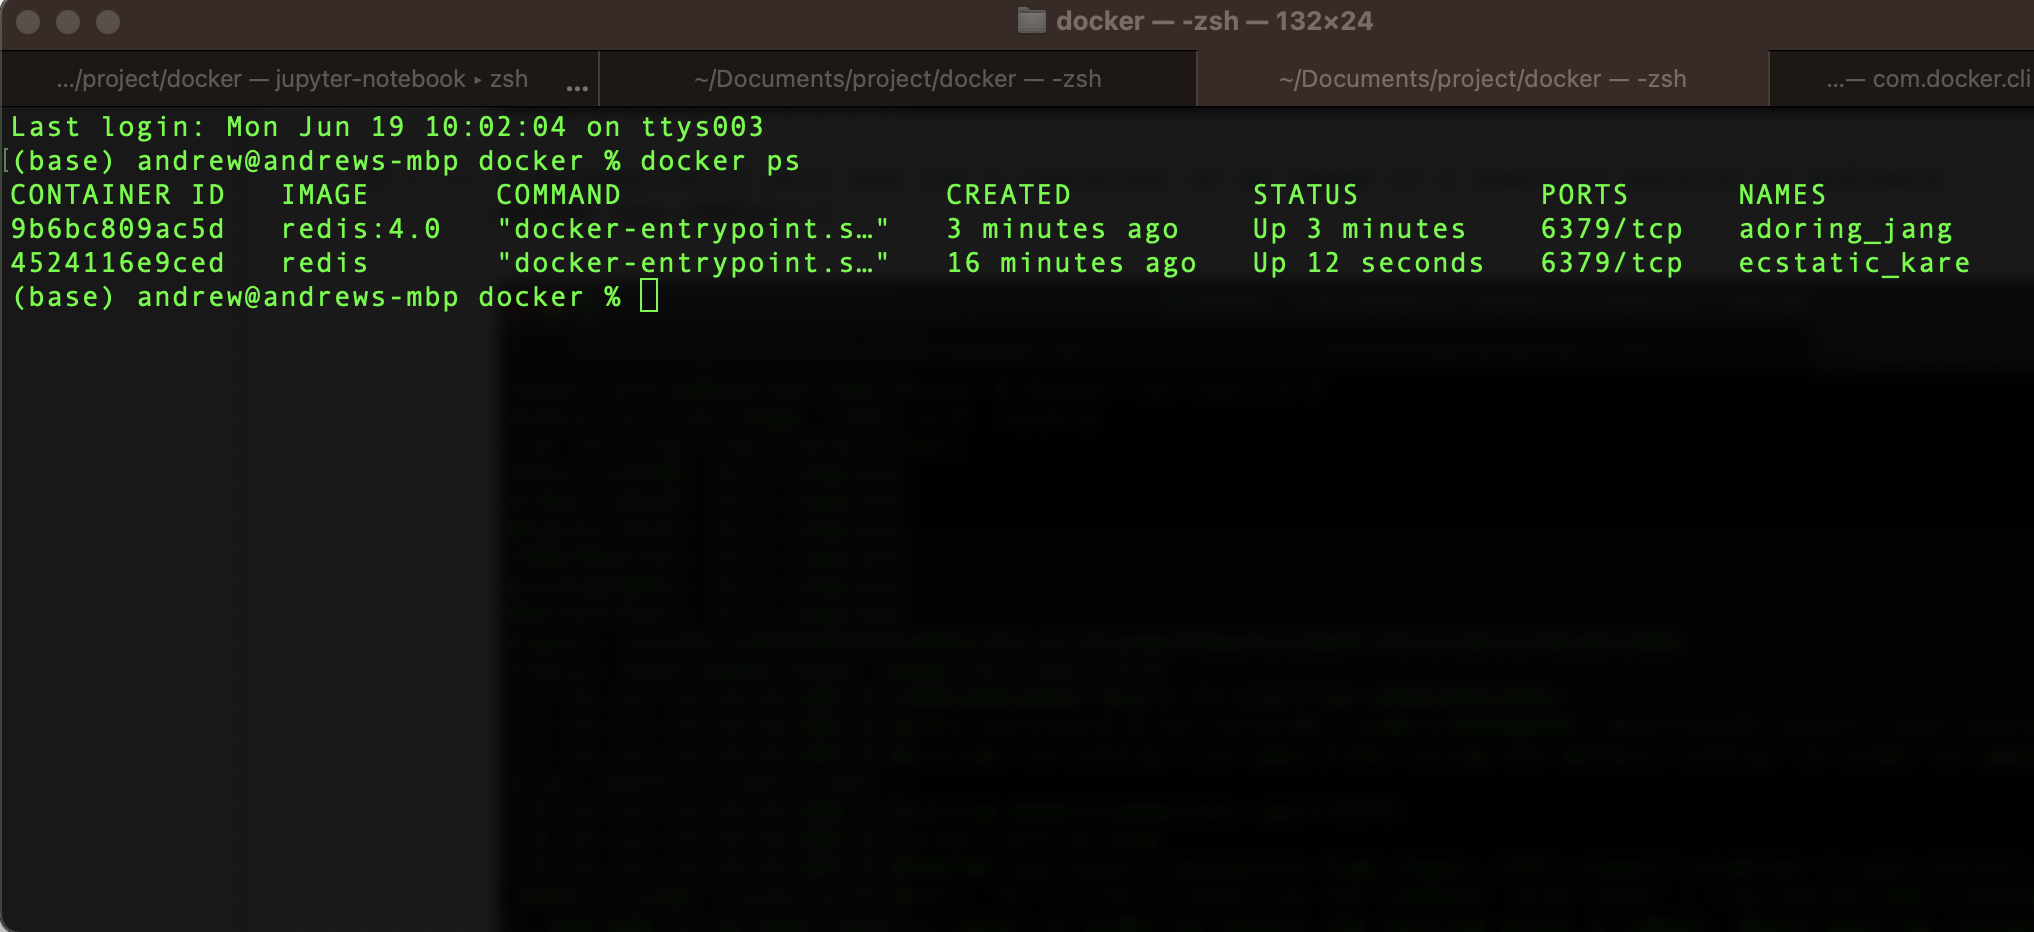 docker — -zsh — 132×24
.../project/docker — jupyter-notebook ▸ zsh ...
~/Documents/project/docker — -zsh
~/Documents/project/docker — -zsh
...— com.docker.cli
Last login: Mon Jun 19 10:02:04 on ttys003
[(base) andrew@andrews-mbp docker % docker ps
CONTAINER ID   IMAGE       COMMAND                  CREATED          STATUS          PORTS      NAMES
9b6bc809ac5d   redis:4.0   "docker-entrypoint.s…"   3 minutes ago    Up 3 minutes    6379/tcp   adoring_jang
4524116e9ced   redis       "docker-entrypoint.s…"   16 minutes ago   Up 12 seconds   6379/tcp   ecstatic_kare
(base) andrew@andrews-mbp docker %